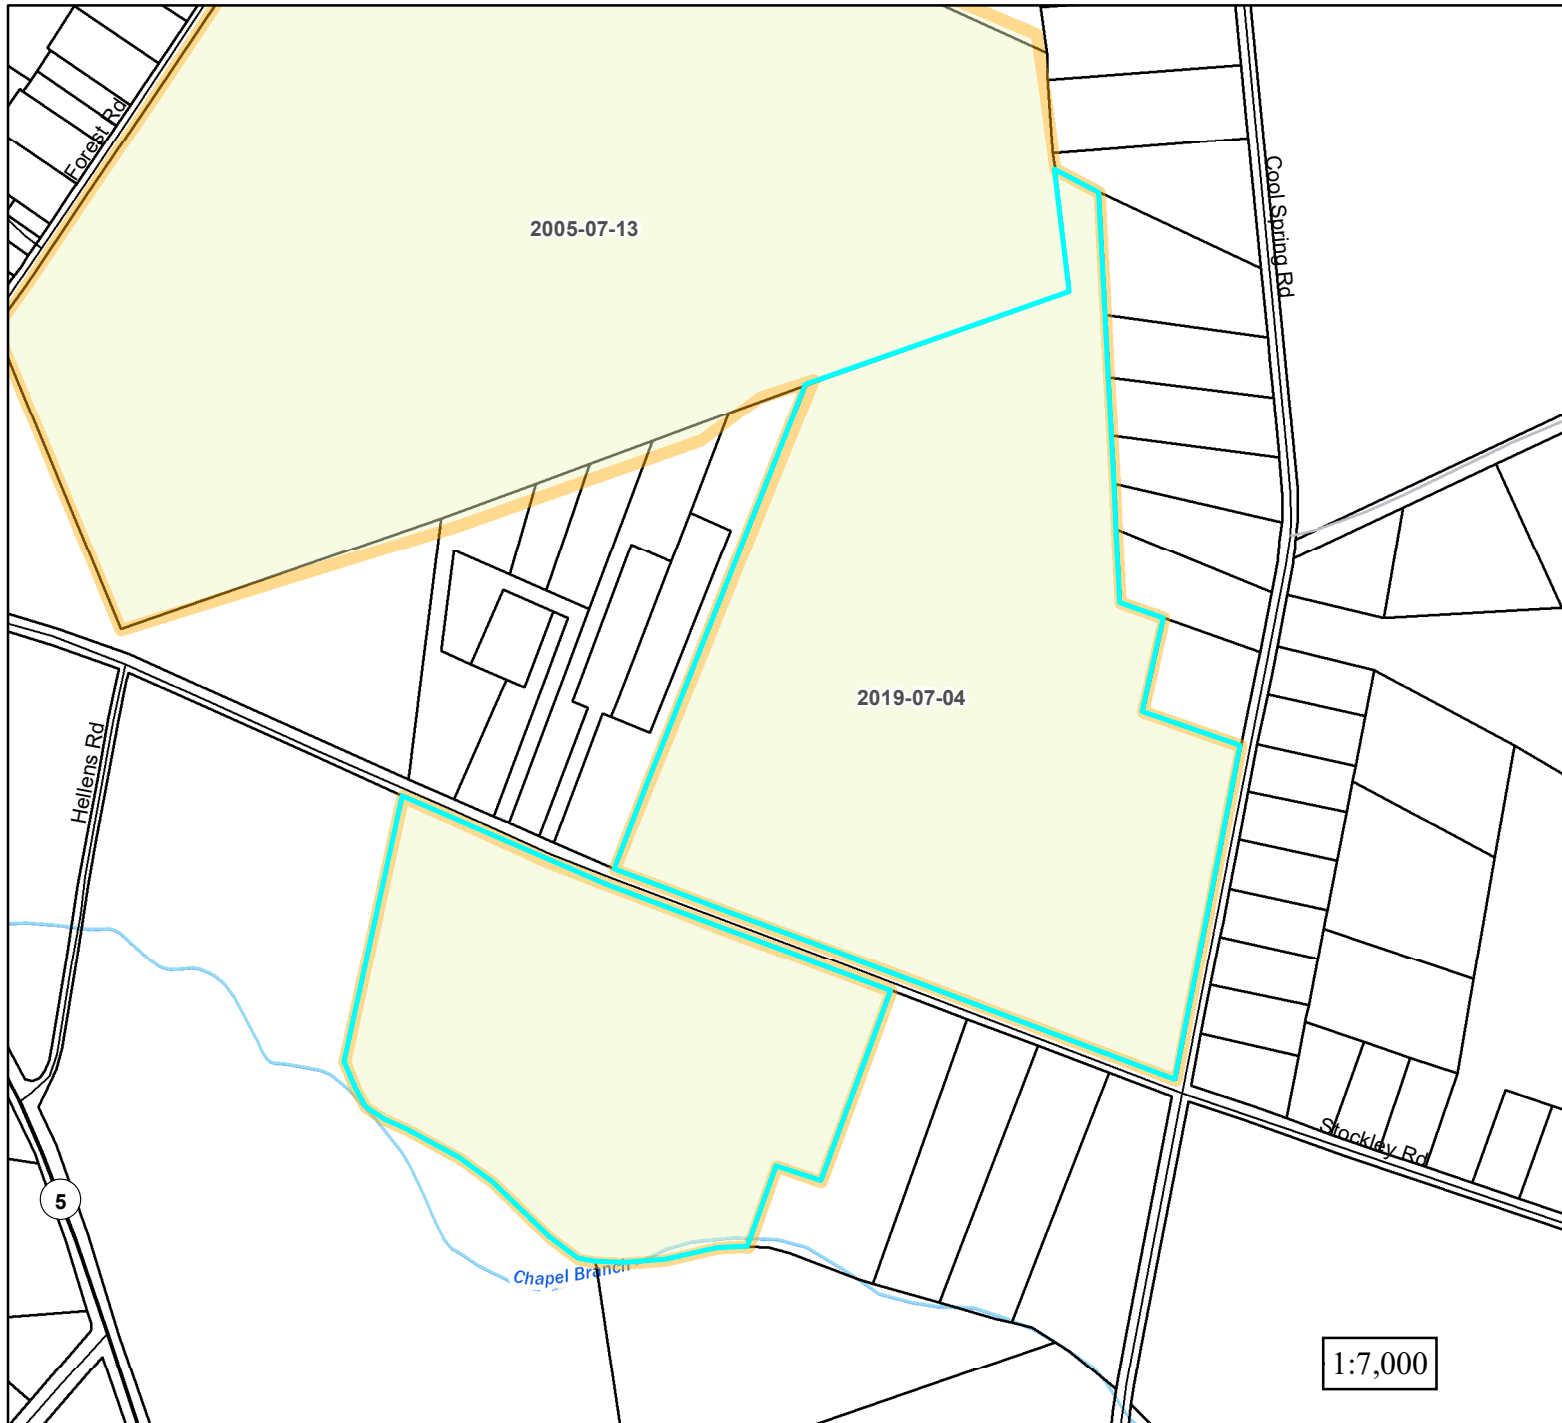 Forest Rd
2005-07-13
Cool Spring Rd
2019-07-04
Hellens Rd
Stockley Rd
5
Chapel Branch
1:7,000